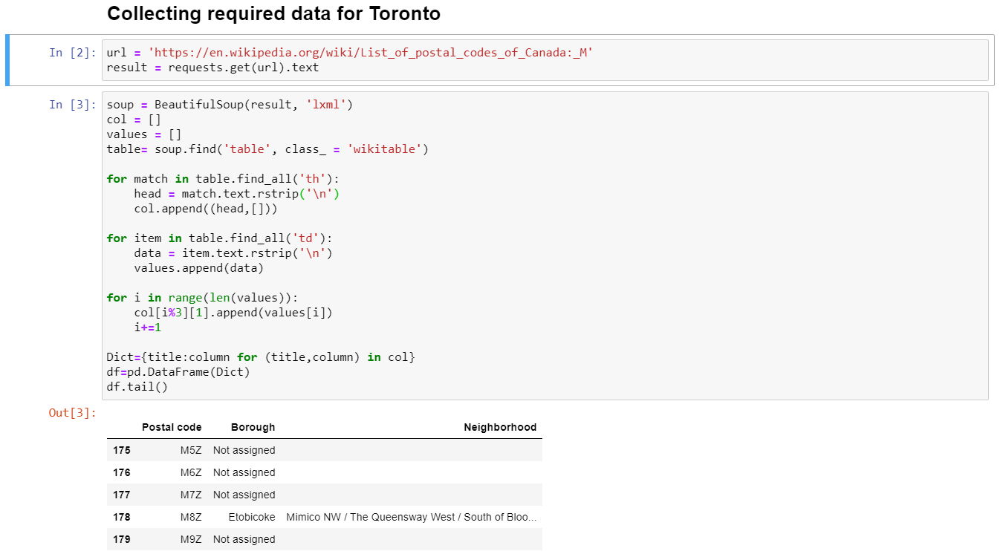 Collecting required data for Toronto
In [2]: url = 'https://en.wikipedia.org/wiki/List_of_postal_codes_of_Canada:_M'
result = requests.get(url).text
In [3]: soup = BeautifulSoup(result, 'lxml')
col = []
values = []
table= soup.find('table', class_ = 'wikitable')
for match in table.find_all('th'):
    head = match.text.rstrip('\n')
    col.append((head,[]))
for item in table.find_all('td'):
    data = item.text.rstrip('\n')
    values.append(data)
for i in range(len(values)):
    col[i%3][1].append(values[i])
    i+=1
Dict={title:column for (title,column) in col}
df=pd.DataFrame(Dict)
df.tail()
Out[3]:
Postal code Borough Neighborhood
175 M5Z Not assigned
176 M6Z Not assigned
177 M7Z Not assigned
178 M8Z Etobicoke Mimico NW / The Queensway West / South of Bloo...
179 M9Z Not assigned